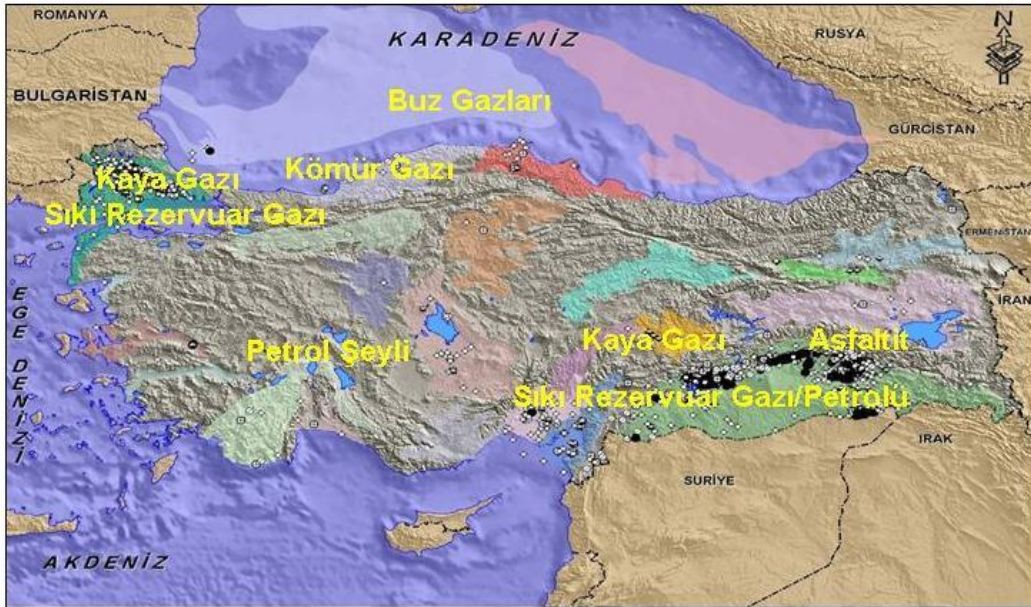 ROMANYA
KARADENİZ
RUSYA
N
BULGARİSTAN
Buz Gazları
GÜRCİSTAN
Kaya Gazı
Kömür Gazı
Sıkı Rezervuar Gazı
ERMENİSTAN
EGE DENİZİ
İRAN
Petrol Şeyli
Kaya Gazı
Asfaltit
Sıkı Rezervuar Gazı/Petrolü
IRAK
SURİYE
AKDENİZ